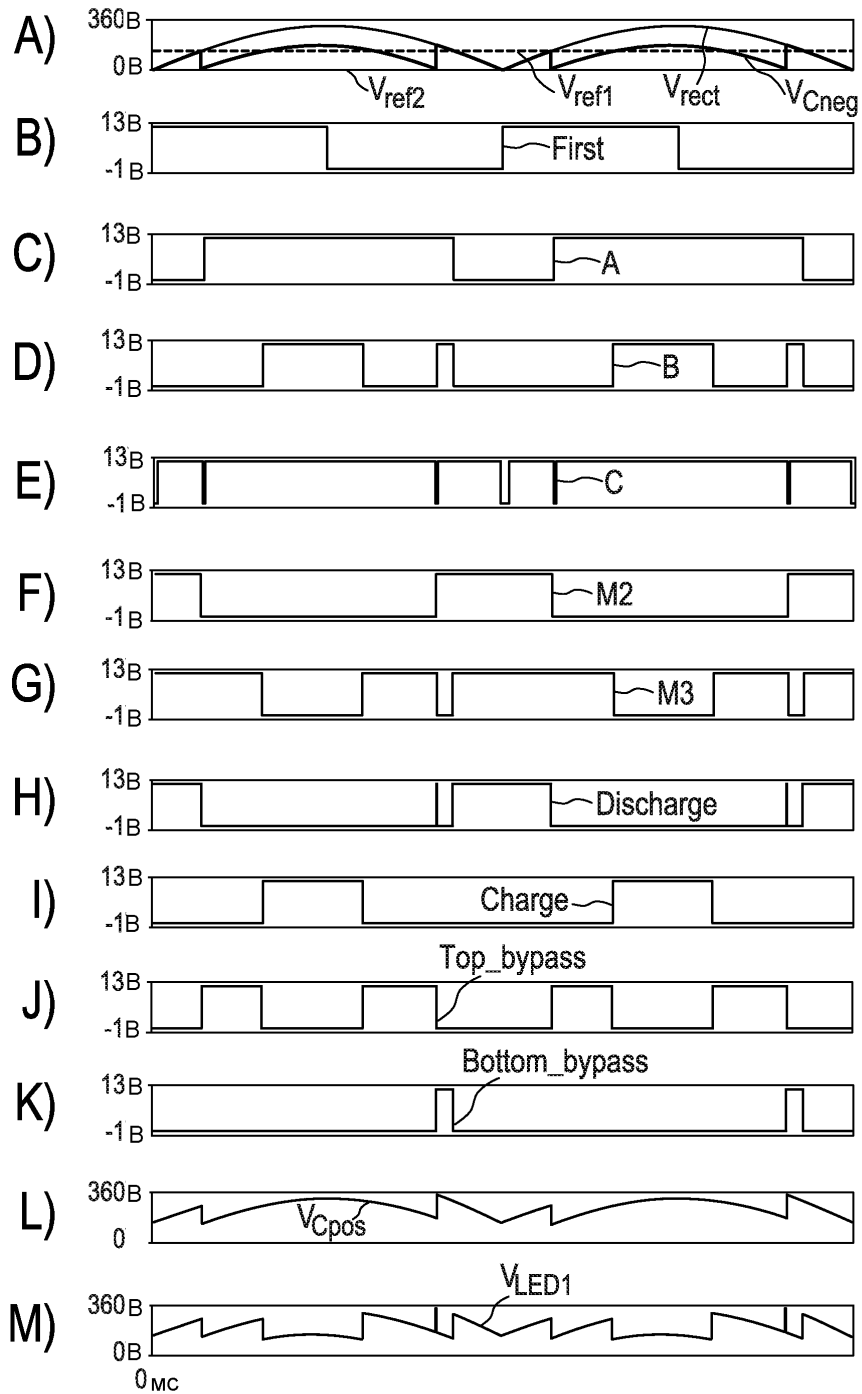 A)
360В
0В
Vref2
Vref1
Vrect
VCneg
B)
13В
-1В
First
C)
13В
-1В
A
D)
13В
-1В
B
E)
13В
-1В
C
F)
13В
-1В
M2
G)
13В
-1В
M3
H)
13В
-1В
Discharge
I)
13В
-1В
Charge
J)
13В
-1В
Top_bypass
K)
13В
-1В
Bottom_bypass
L)
360В
0
VCpos
M)
360В
0В
VLED1
0мс